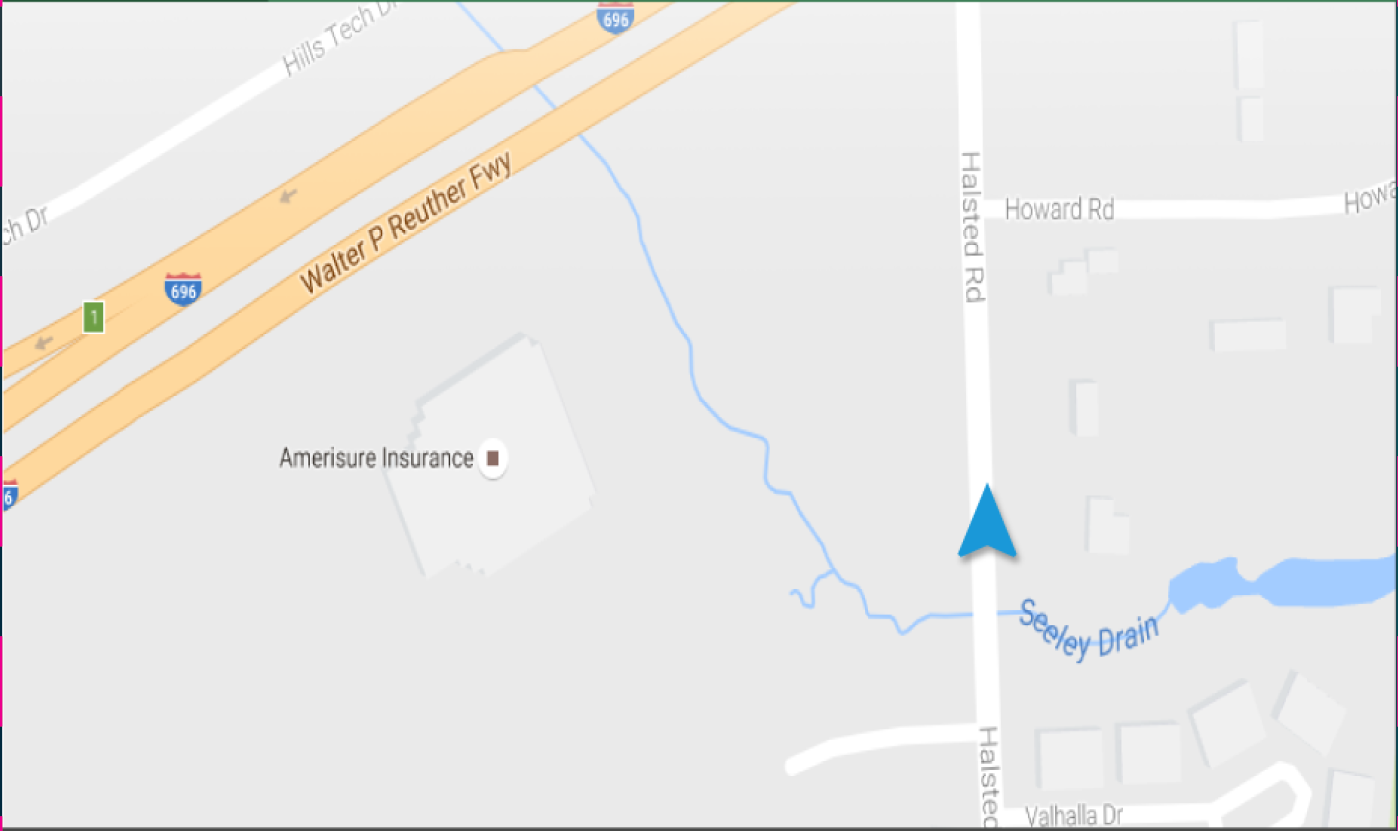 696
Hills Tech Dr
ch Dr
Walter P Reuther Fwy
Halsted Rd
Howard Rd
Howa
696
1
Amerisure Insurance
6
Seeley Drain
Halsted
Valhalla Dr